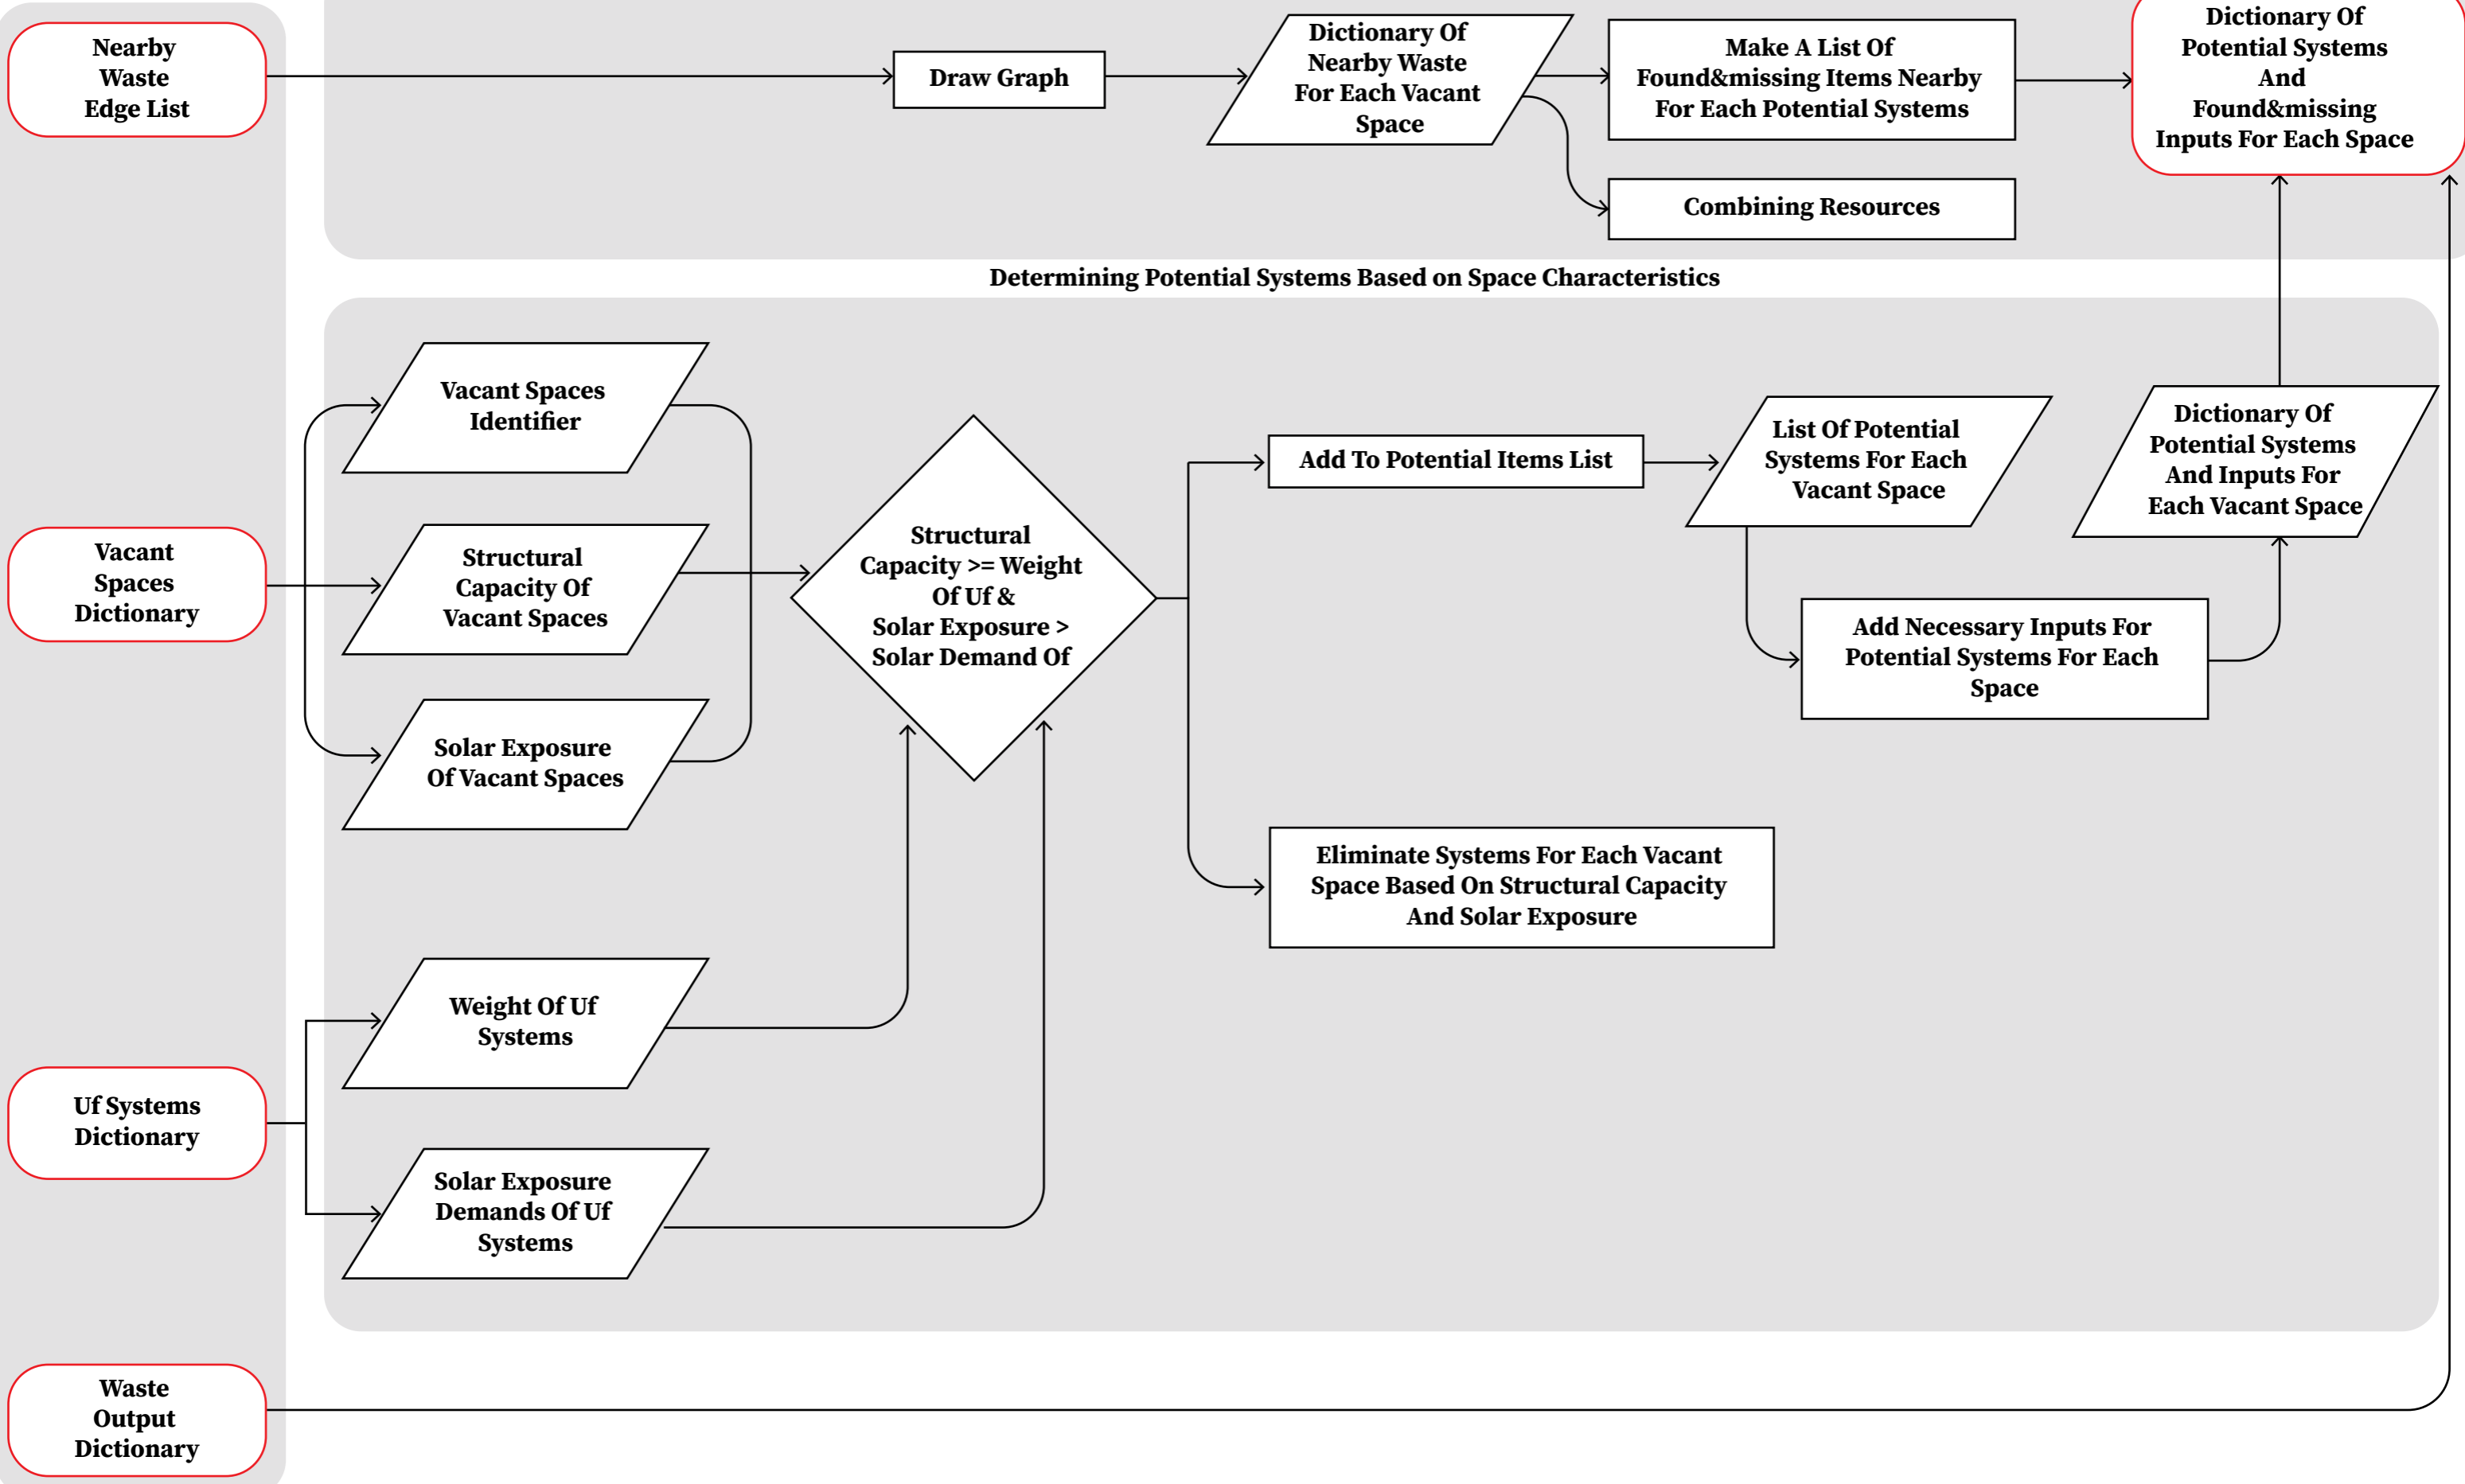 Nearby
Waste
Edge List
Draw Graph
Dictionary Of
Nearby Waste
For Each Vacant
Space
Make A List Of
Found&missing Items Nearby
For Each Potential Systems
Combining Resources
Dictionary Of
Potential Systems
And
Found&missing
Inputs For Each Space
Determining Potential Systems Based on Space Characteristics
Vacant
Spaces
Dictionary
Vacant Spaces
Identifier
Structural
Capacity Of
Vacant Spaces
Solar Exposure
Of Vacant Spaces
Structural
Capacity >= Weight
Of Uf &
Solar Exposure >
Solar Demand Of
Add To Potential Items List
List Of Potential
Systems For Each
Vacant Space
Dictionary Of
Potential Systems
And Inputs For
Each Vacant Space
Add Necessary Inputs For
Potential Systems For Each
Space
Eliminate Systems For Each Vacant
Space Based On Structural Capacity
And Solar Exposure
Uf Systems
Dictionary
Weight Of Uf
Systems
Solar Exposure
Demands Of Uf
Systems
Waste
Output
Dictionary